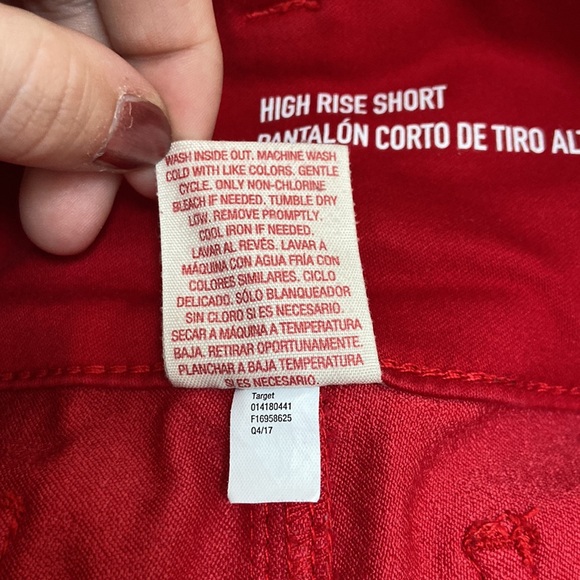 HIGH RISE SHORT
PANTALÓN CORTO DE TIRO
WASH INSIDE OUT. MACHINE WASH
COLD WITH LIKE COLORS. GENTLE
CYCLE. ONLY NON-CHLORINE
BLEACH IF NEEDED. TUMBLE DRY
LOW. REMOVE PROMPTLY.
COOL IRON IF NEEDED.
LAVAR AL REVÉS. LAVAR A
MÁQUINA CON AGUA FRÍA CON
COLORES SIMILARES. CICLO
DELICADO. SÓLO BLANQUEADOR
SIN CLORO SI ES NECESARIO.
SECAR A MÁQUINA A TEMPERATURA
BAJA. RETIRAR OPORTUNAMENTE.
PLANCHAR A BAJA TEMPERATURA
SI ES NECESARIO.
Target
014180441
F16958625
Q4/17